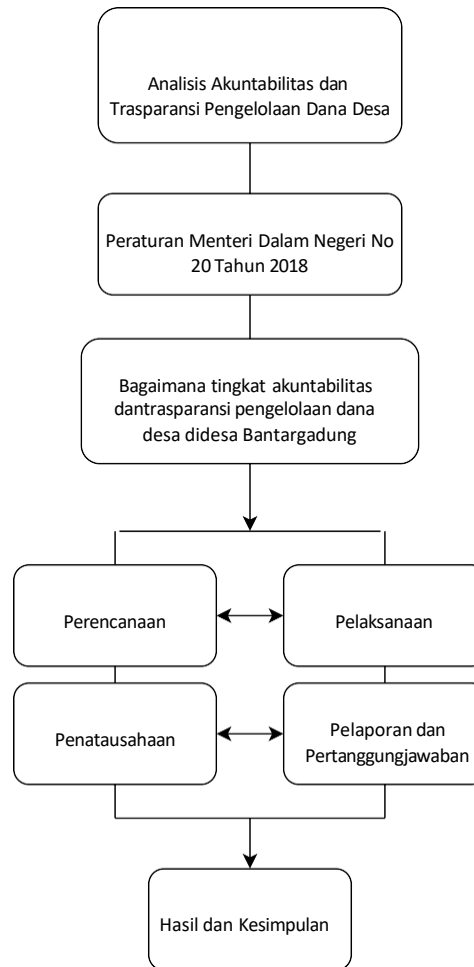 Analisis Akuntabilitas dan
Trasparansi Pengelolaan Dana Desa
Peraturan Menteri Dalam Negeri No
20 Tahun 2018
Bagaimana tingkat akuntabilitas
dantrasparansi pengelolaan dana
desa didesa Bantargadung
Perencanaan
Pelaksanaan
Penatausahaan
Pelaporan dan
Pertanggungjawaban
Hasil dan Kesimpulan